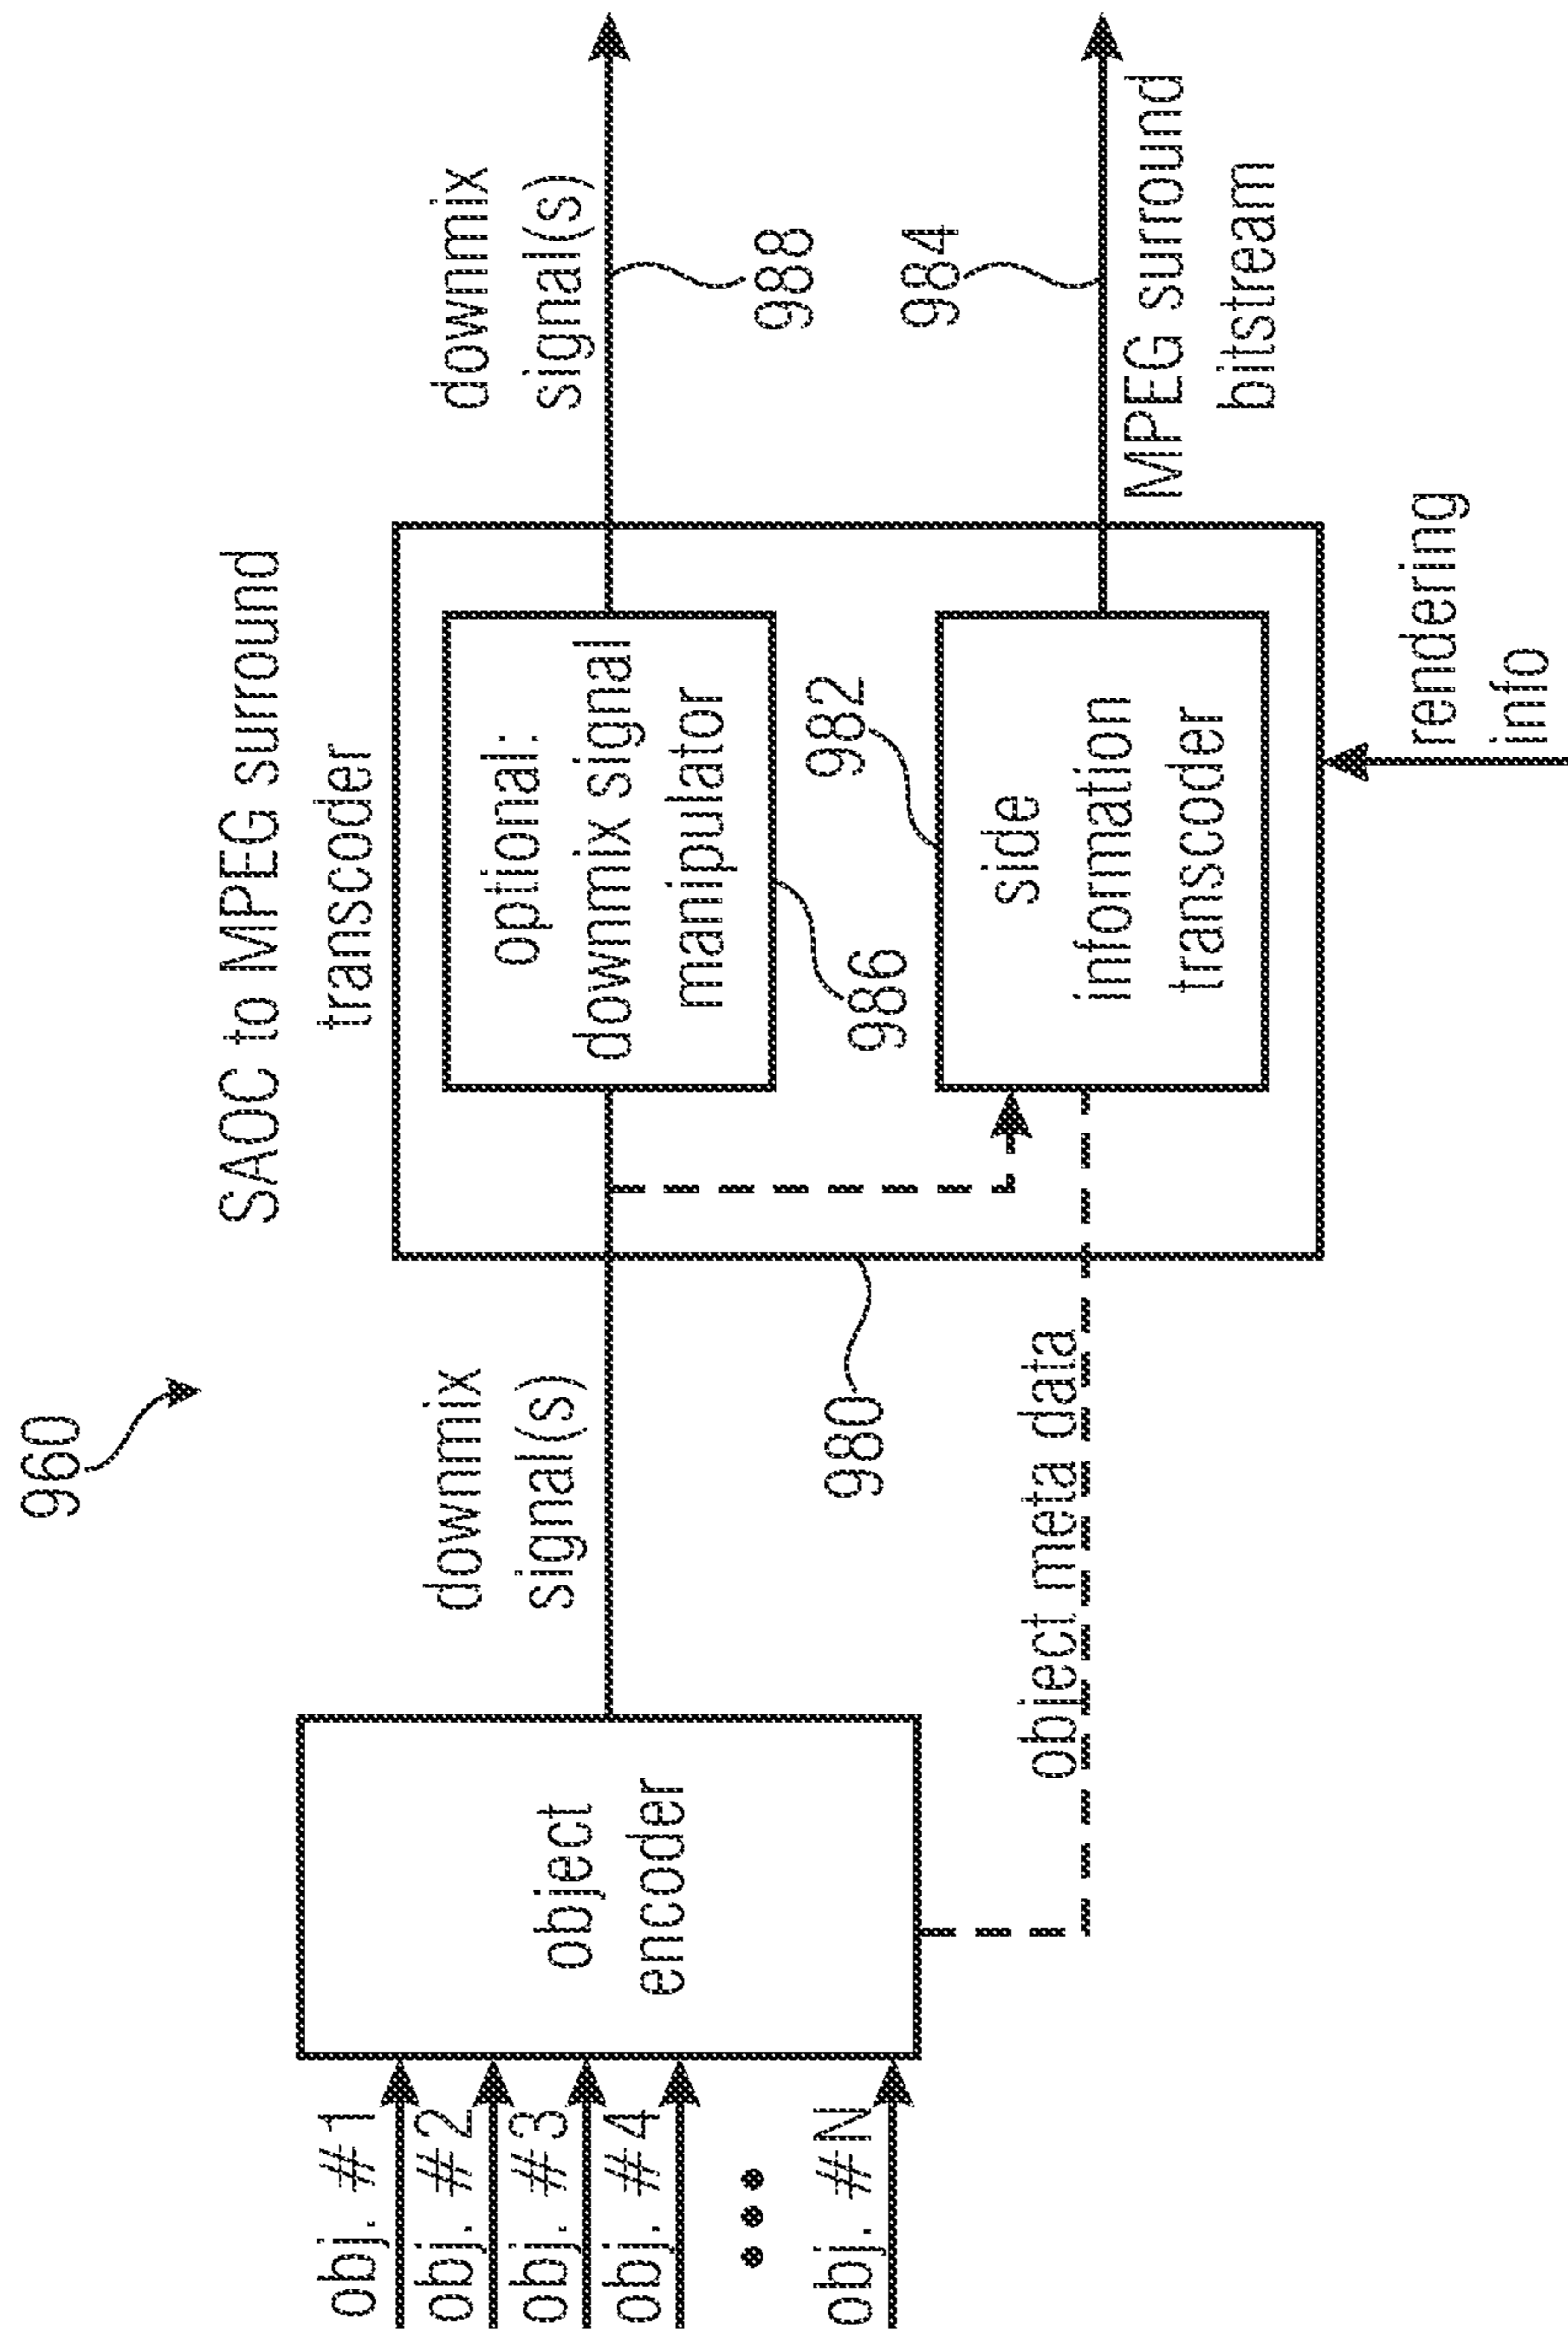 960
SAOC to MPEG surround
transcoder
obj. #1
obj. #2
obj. #3
obj. #4
obj. #N
object
encoder
downmix
signal(s)
object meta data
980
optional:
downmix signal
manipulator
986
982
side
information
transcoder
rendering
info
downmix
signal(s)
988
984
MPEG surround
bitstream